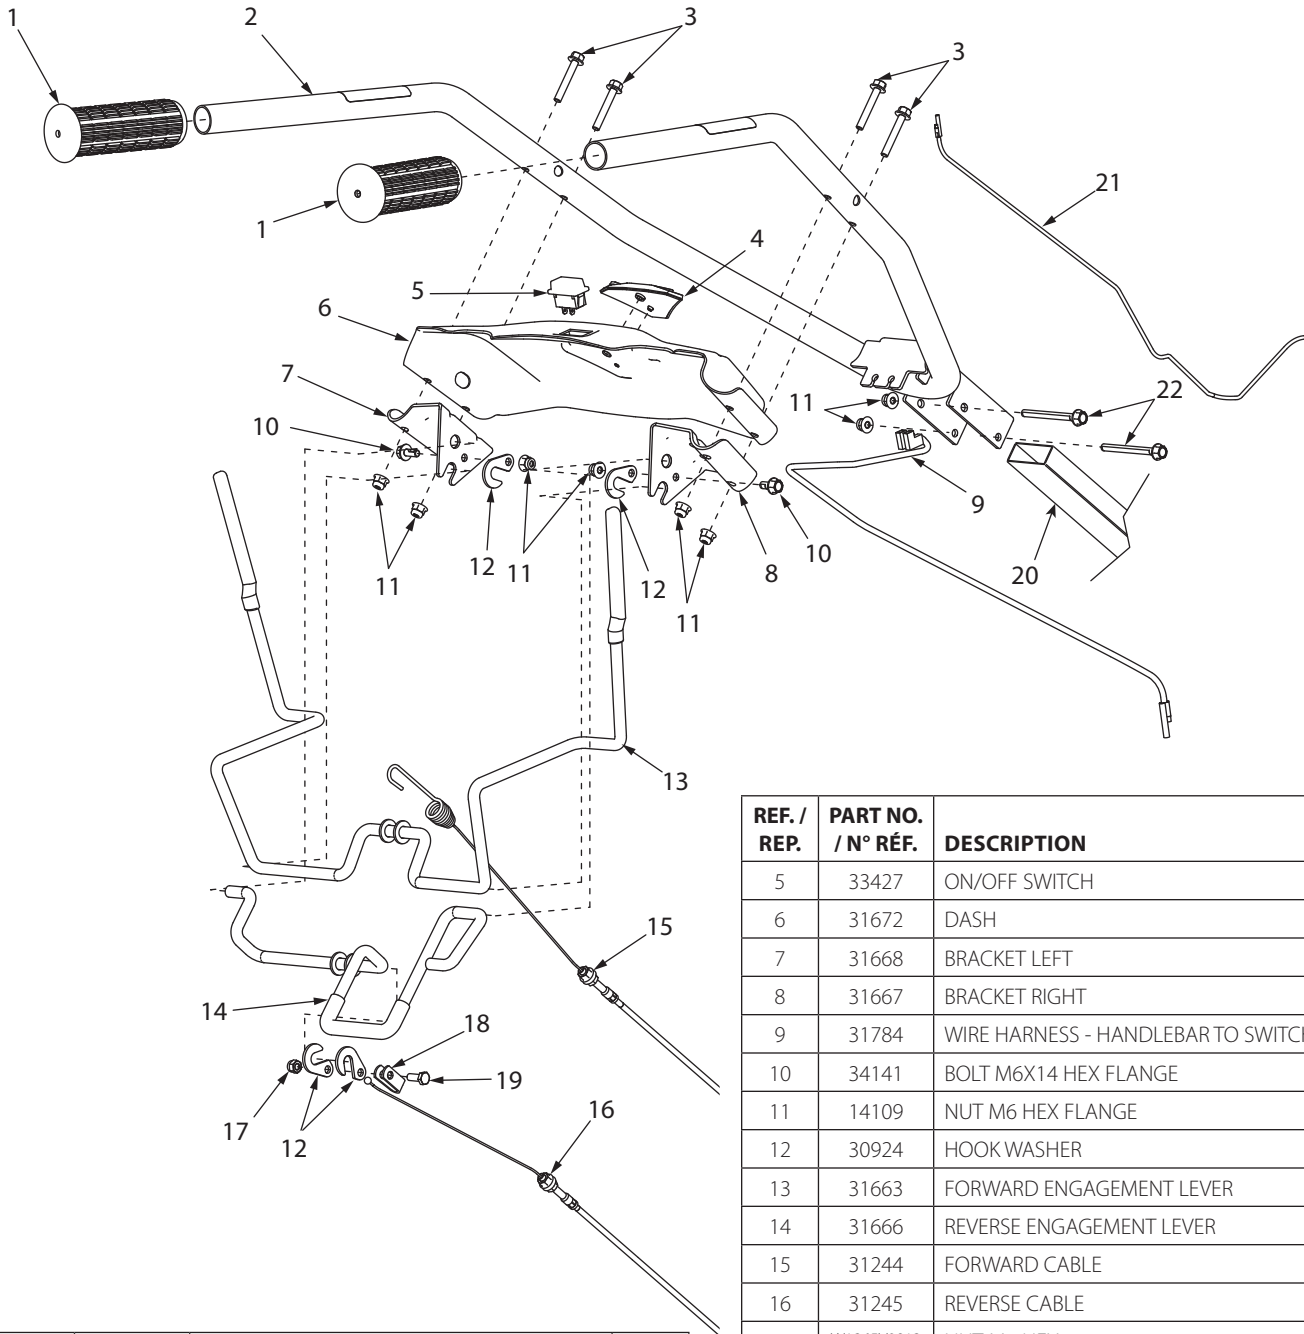 1
2
3
3
1
4
5
6
7
10
21
11
22
9
12
11
12
11
11
8
10
20
13
15
14
18
19
17
12
16
REF. / REP. PART NO. / N° RÉF. DESCRIPTION
5 33427 ON/OFF SWITCH
6 31672 DASH
7 31668 BRACKET LEFT
8 31667 BRACKET RIGHT
9 31784 WIRE HARNESS - HANDLEBAR TO SWITCH
10 34141 BOLT M6X14 HEX FLANGE
11 14109 NUT M6 HEX FLANGE
12 30924 HOOK WASHER
13 31663 FORWARD ENGAGEMENT LEVER
14 31666 REVERSE ENGAGEMENT LEVER
15 31244 FORWARD CABLE
16 31245 REVERSE CABLE